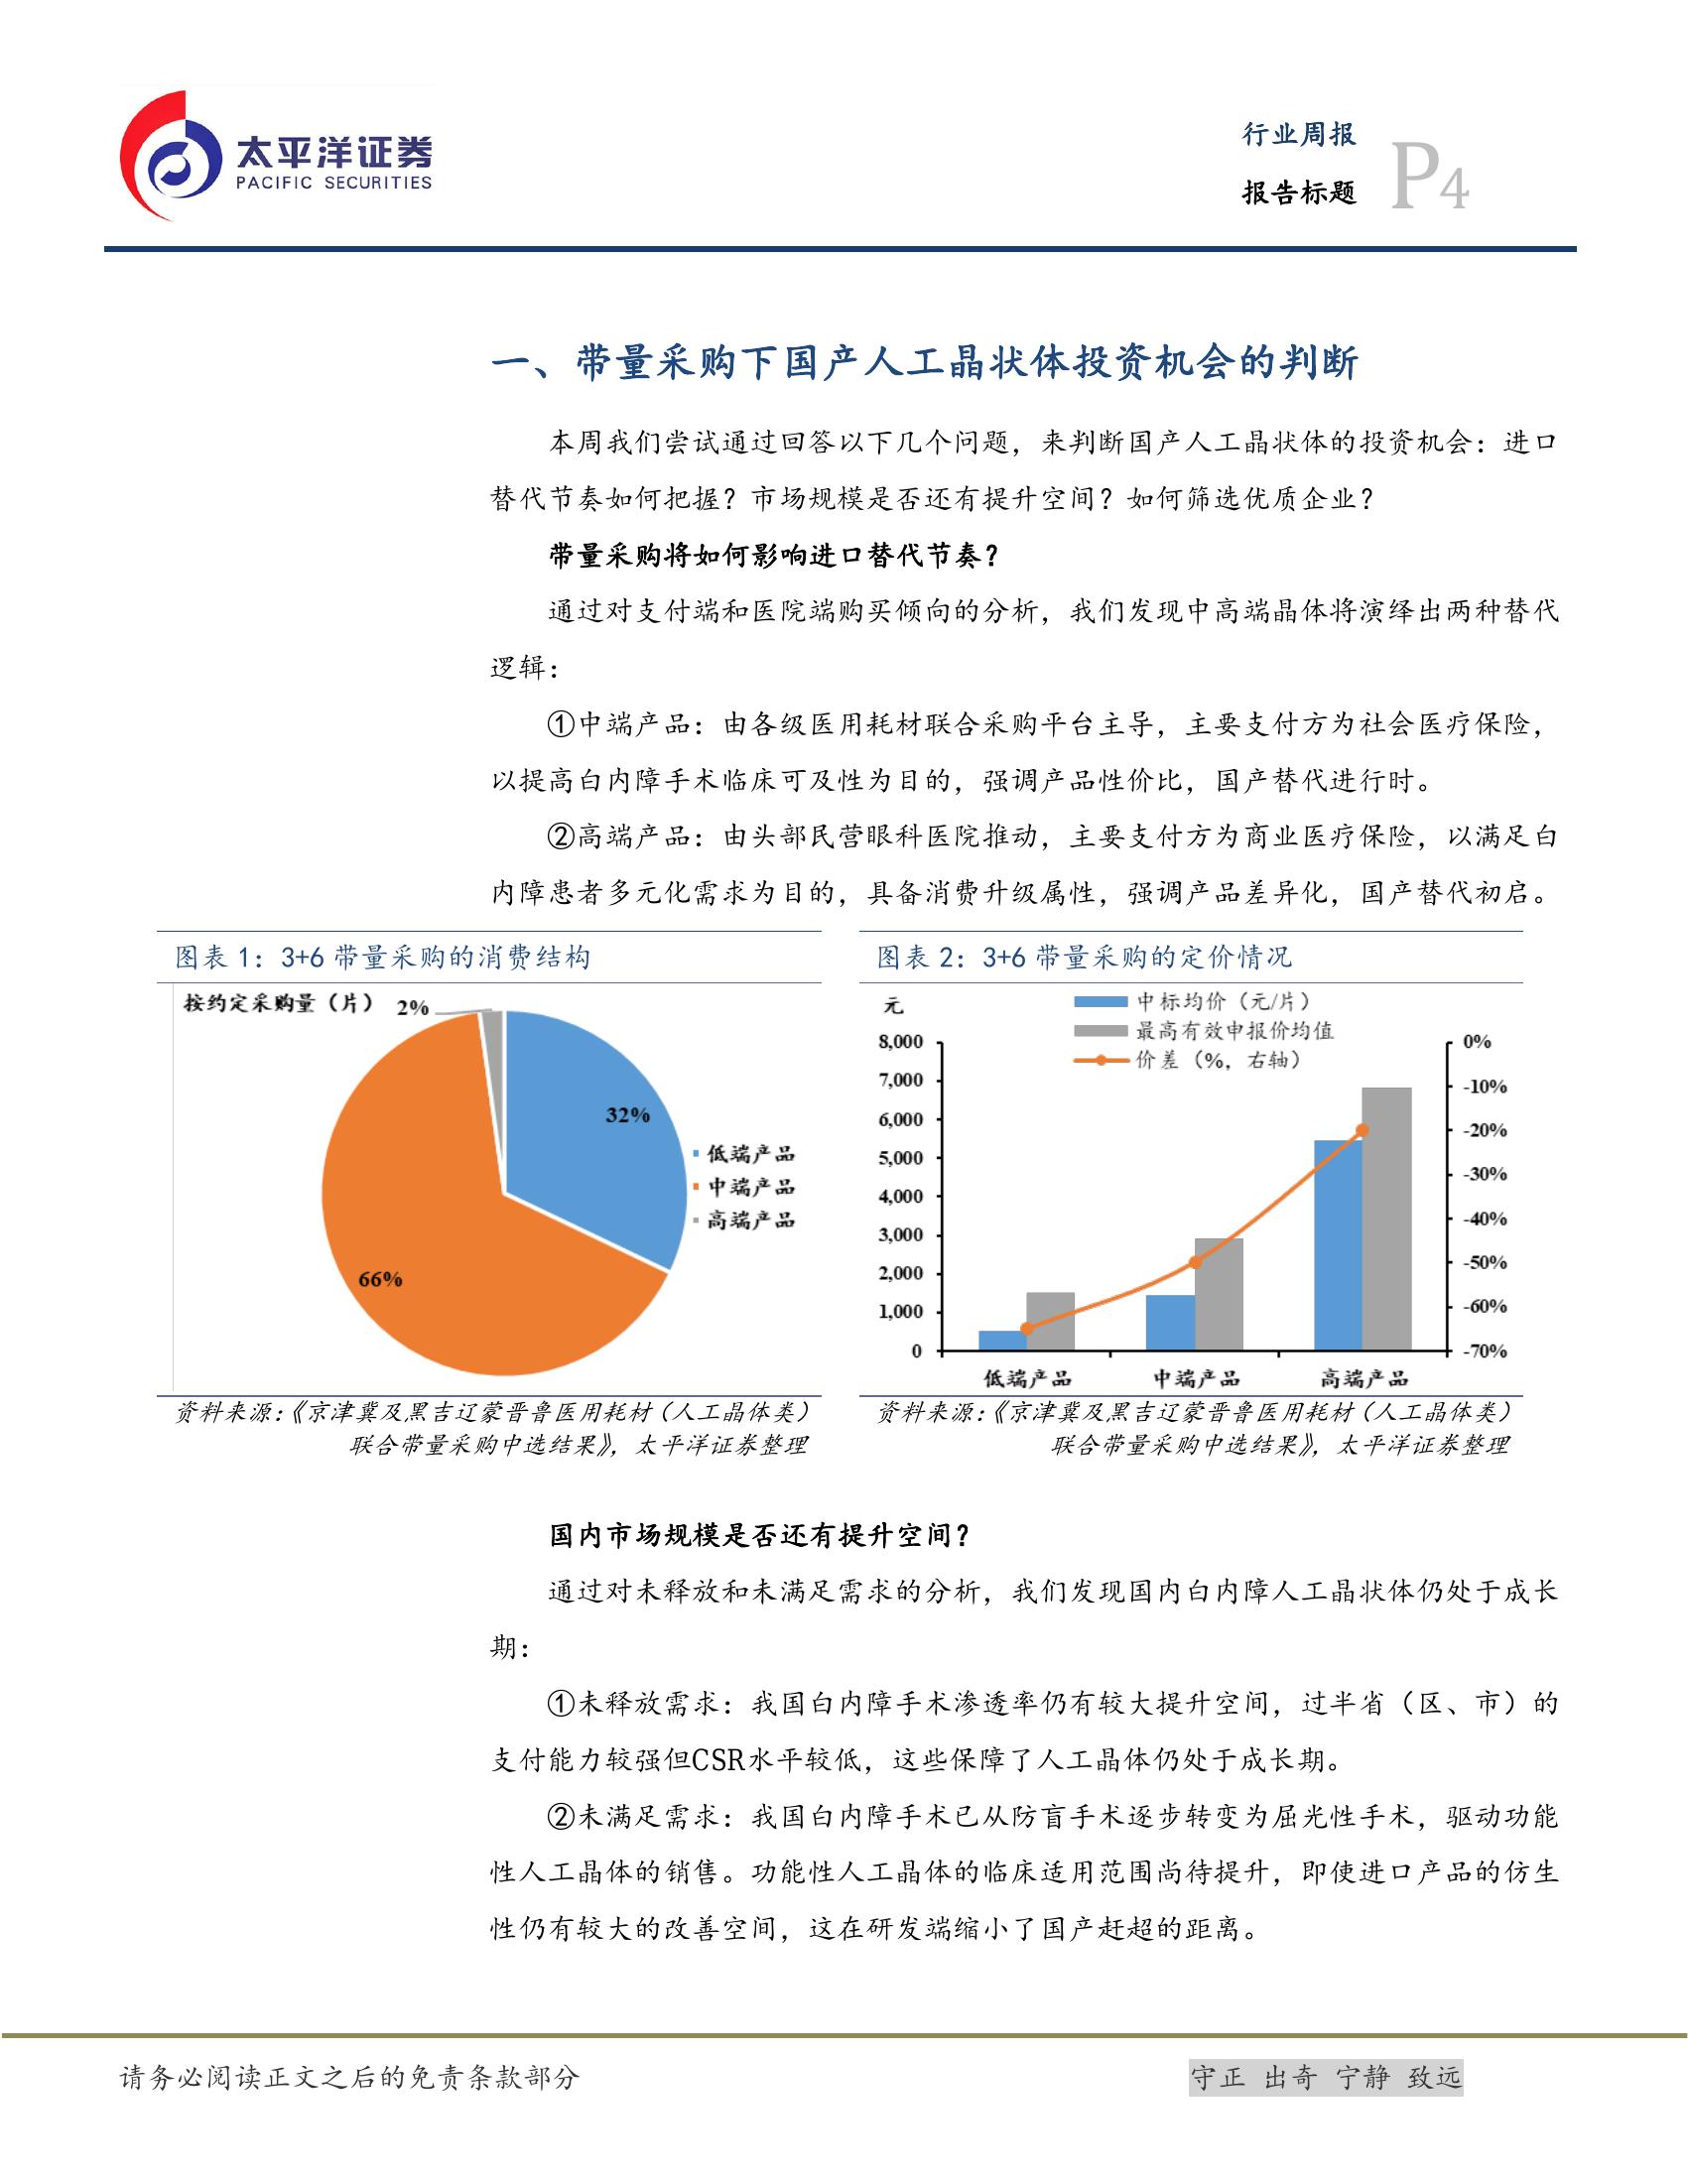 太平洋证券
PACIFIC SECURITIES
行业周报
报告标题
P4
一、带量采购下国产人工晶状体投资机会的判断
本周我们尝试通过回答以下几个问题，来判断国产人工晶状体的投资机会：进口
替代节奏如何把握？市场规模是否还有提升空间？如何筛选优质企业？
带量采购将如何影响进口替代节奏？
通过对支付端和医院端购买倾向的分析，我们发现中高端晶体将演绎出两种替代
逻辑：
①中端产品：由各级医用耗材联合采购平台主导，主要支付方为社会医疗保险，
以提高白内障手术临床可及性为目的，强调产品性价比，国产替代进行时。
②高端产品：由头部民营眼科医院推动，主要支付方为商业医疗保险，以满足白
内障患者多元化需求为目的，具备消费升级属性，强调产品差异化，国产替代初启。
图表 1：3+6 带量采购的消费结构
按约定采购量（片）
2%
32%
66%
低端产品
中端产品
高端产品
资料来源：《京津冀及黑吉辽蒙晋鲁医用耗材（人工晶体类）
联合带量采购中选结果》，太平洋证券整理
图表 2：3+6 带量采购的定价情况
元
中标均价（元/片）
最高有效申报价均值
价差（%，右轴）
8,000
7,000
6,000
5,000
4,000
3,000
2,000
1,000
0
0%
-10%
-20%
-30%
-40%
-50%
-60%
-70%
低端产品
中端产品
高端产品
资料来源：《京津冀及黑吉辽蒙晋鲁医用耗材（人工晶体类）
联合带量采购中选结果》，太平洋证券整理
国内市场规模是否还有提升空间？
通过对未释放和未满足需求的分析，我们发现国内白内障人工晶状体仍处于成长
期：
①未释放需求：我国白内障手术渗透率仍有较大提升空间，过半省（区、市）的
支付能力较强但CSR水平较低，这些保障了人工晶体仍处于成长期。
②未满足需求：我国白内障手术已从防盲手术逐步转变为屈光性手术，驱动功能
性人工晶体的销售。功能性人工晶体的临床适用范围尚待提升，即使进口产品的仿生
性仍有较大的改善空间，这在研发端缩小了国产赶超的距离。
请务必阅读正文之后的免责条款部分
守正 出奇 宁静 致远